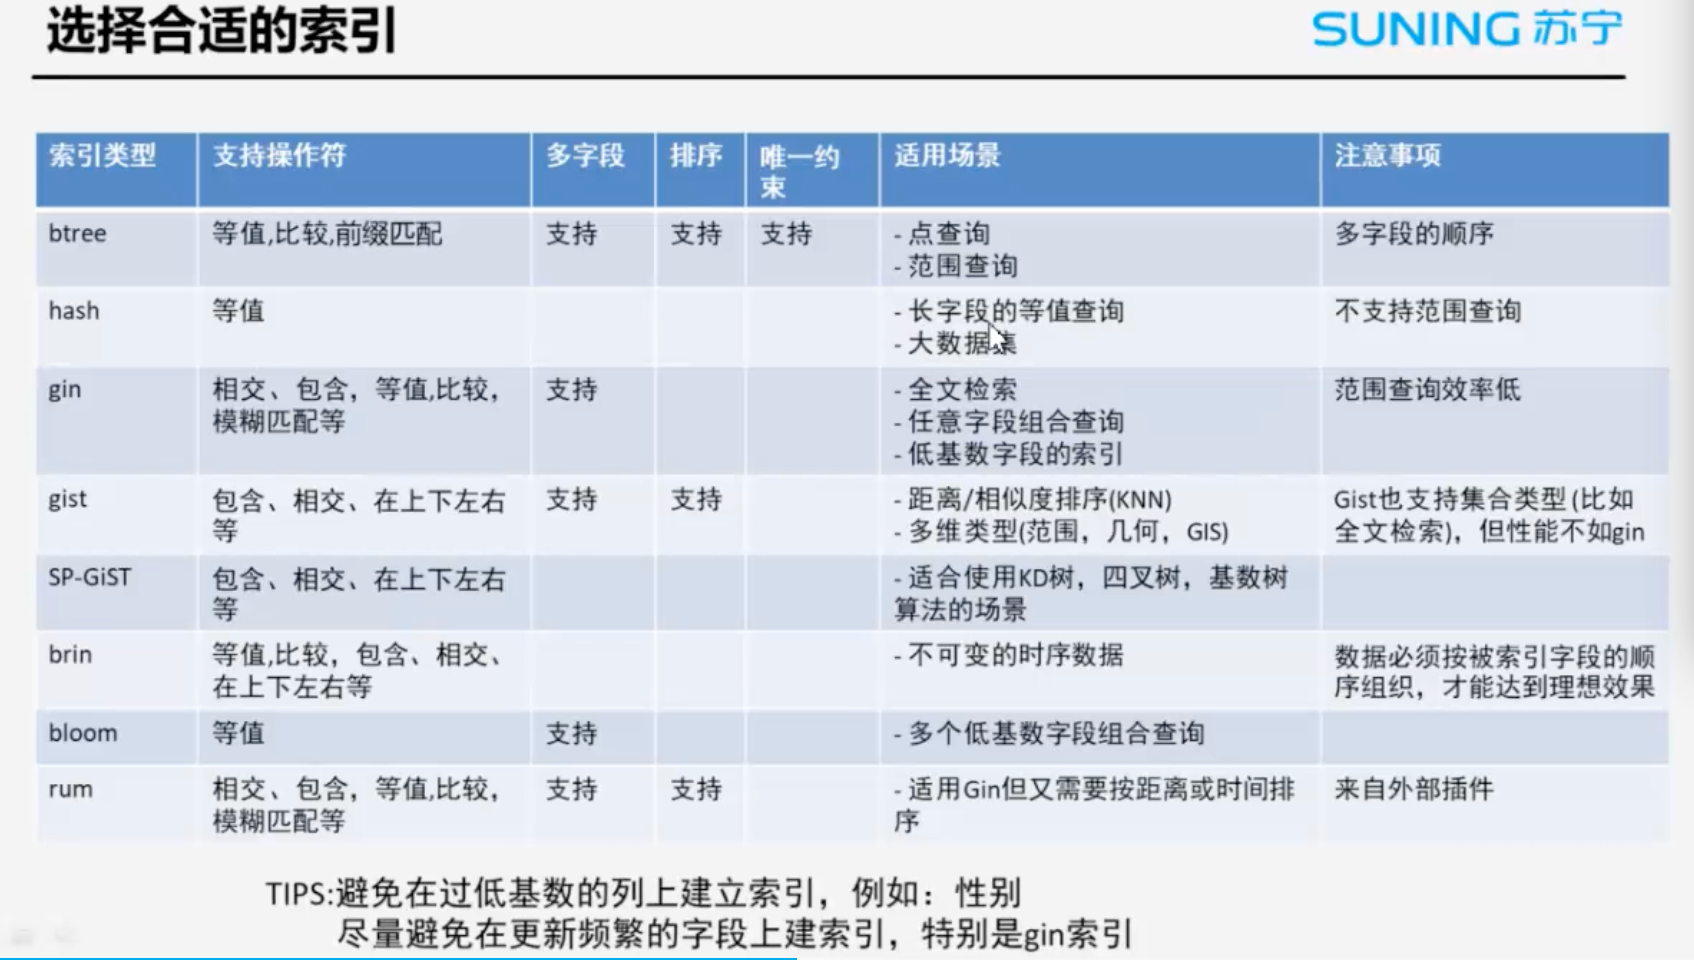 选择合适的索引
SUNING 苏宁
索引类型 支持操作符 多字段 排序 唯一约束 适用场景 注意事项
btree 等值,比较,前缀匹配 支持 支持 支持 - 点查询 多字段的顺序
- 范围查询
hash 等值 - 长字段的等值查询 不支持范围查询
- 大数据集
gin 相交、包含，等值,比较， 支持 - 全文检索 范围查询效率低
模糊匹配等 - 任意字段组合查询
- 低基数字段的索引
gist 包含、相交、在上下左右 支持 支持 - 距离/相似度排序(KNN) Gist也支持集合类型(比如
等 - 多维类型(范围，几何，GIS) 全文检索)，但性能不如gin
SP-GiST 包含、相交、在上下左右 - 适合使用KD树，四叉树，基数树
等 算法的场景
brin 等值,比较，包含、相交、 - 不可变的时序数据 数据必须按被索引字段的顺
在上下左右等 序组织，才能达到理想效果
bloom 等值 支持 - 多个低基数字段组合查询
rum 相交、包含，等值,比较， 支持 支持 - 适用Gin但又需要按距离或时间排 来自外部插件
模糊匹配等 序
TIPS:避免在过低基数的列上建立索引，例如：性别
尽量避免在更新频繁的字段上建索引，特别是gin索引